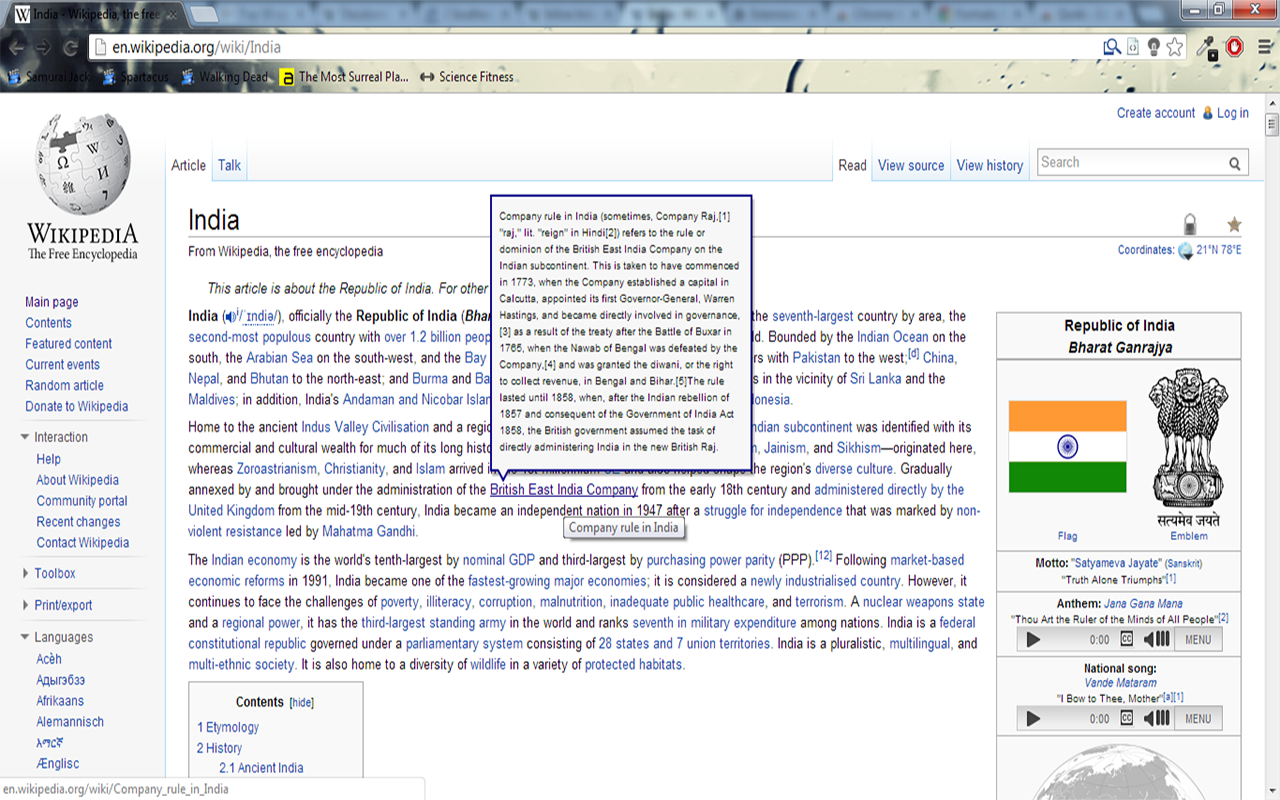 India - Wikipedia, the free
en.wikipedia.org/wiki/India
Samurai Jack Spartacus Walking Dead The Most Surreal Pla... Science Fitness
Create account Log in
Article Talk Read View source View history Search
WIKIPEDIA
The Free Encyclopedia
Main page
Contents
Featured content
Current events
Random article
Donate to Wikipedia
Interaction
Help
About Wikipedia
Community portal
Recent changes
Contact Wikipedia
Toolbox
Print/export
Languages
Acèh
Адыгэбзэ
Afrikaans
Alemannisch
አማርኛ
Ænglisc
India
From Wikipedia, the free encyclopedia
Coordinates: 21°N 78°E
This article is about the Republic of India. For other
Company rule in India (sometimes, Company Raj,[1]
"raj," lit. "reign" in Hindi[2]) refers to the rule or
dominion of the British East India Company on the
Indian subcontinent. This is taken to have commenced
in 1773, when the Company established a capital in
Calcutta, appointed its first Governor-General, Warren
Hastings, and became directly involved in governance,
[3] as a result of the treaty after the Battle of Buxar in
1765, when the Nawab of Bengal was defeated by the
Company,[4] and was granted the diwani, or the right
to collect revenue, in Bengal and Bihar.[5]The rule
lasted until 1858, when, after the Indian rebellion of
1857 and consequent of the Government of India Act
1858, the British government assumed the task of
directly administering India in the new British Raj.
India (/ˈɪndiə/), officially the Republic of India (Bhar the seventh-largest country by area, the
second-most populous country with over 1.2 billion peop d. Bounded by the Indian Ocean on the
south, the Arabian Sea on the south-west, and the Bay rs with Pakistan to the west;[d] China,
Nepal, and Bhutan to the north-east; and Burma and Ba s in the vicinity of Sri Lanka and the
Maldives; in addition, India's Andaman and Nicobar Islan onesia.
Home to the ancient Indus Valley Civilisation and a regio ndian subcontinent was identified with its
commercial and cultural wealth for much of its long histo n, Jainism, and Sikhism—originated here,
whereas Zoroastrianism, Christianity, and Islam arrived in the 1st millennium CE and also helped shape the region's diverse culture. Gradually
annexed by and brought under the administration of the British East India Company from the early 18th century and administered directly by the
United Kingdom from the mid-19th century, India became an independent nation in 1947 after a struggle for independence that was marked by non-
violent resistance led by Mahatma Gandhi.
Company rule in India
The Indian economy is the world's tenth-largest by nominal GDP and third-largest by purchasing power parity (PPP).[12] Following market-based
economic reforms in 1991, India became one of the fastest-growing major economies; it is considered a newly industrialised country. However, it
continues to face the challenges of poverty, illiteracy, corruption, malnutrition, inadequate public healthcare, and terrorism. A nuclear weapons state
and a regional power, it has the third-largest standing army in the world and ranks seventh in military expenditure among nations. India is a federal
constitutional republic governed under a parliamentary system consisting of 28 states and 7 union territories. India is a pluralistic, multilingual, and
multi-ethnic society. It is also home to a diversity of wildlife in a variety of protected habitats.
Contents [hide]
1 Etymology
2 History
2.1 Ancient India
Republic of India
Bharat Ganrajya
सत्यमेव जयते
Flag Emblem
Motto: "Satyameva Jayate" (Sanskrit)
"Truth Alone Triumphs"[1]
Anthem: Jana Gana Mana
"Thou Art the Ruler of the Minds of All People"[2]
0:00 CC MENU
National song:
Vande Mataram
"I Bow to Thee, Mother"[a][1]
0:00 CC MENU
en.wikipedia.org/wiki/Company_rule_in_India